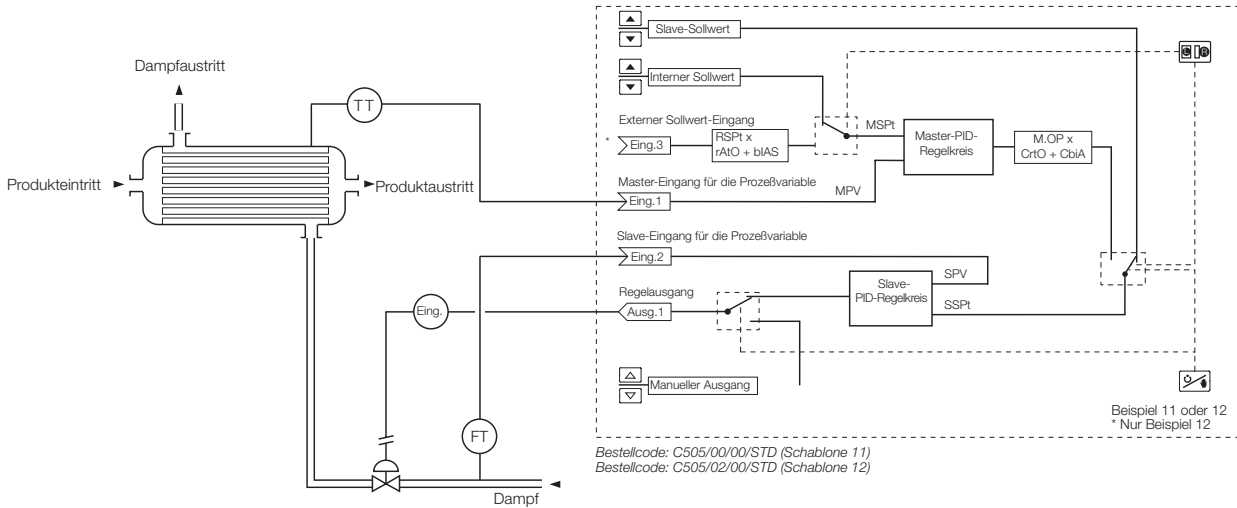 Dampfaustritt
TT
Produkteintritt
Produktaustritt
Eing.
FT
Dampf
Slave-Sollwert
Interner Sollwert
Externer Sollwert-Eingang
* Eing.3
RSPt x
rAtO + bIAS
MSPt
Master-PID-
Regelkreis
M.OP x
CrtO + CbiA
Master-Eingang für die Prozeßvariable
Eing.1
MPV
Slave-Eingang für die Prozeßvariable
Eing.2
SPV
Slave-
PID-Regelkreis
SSPt
Regelausgang
Ausg.1
Manueller Ausgang
L R
Beispiel 11 oder 12
* Nur Beispiel 12
Bestellcode: C505/00/00/STD (Schablone 11)
Bestellcode: C505/02/00/STD (Schablone 12)